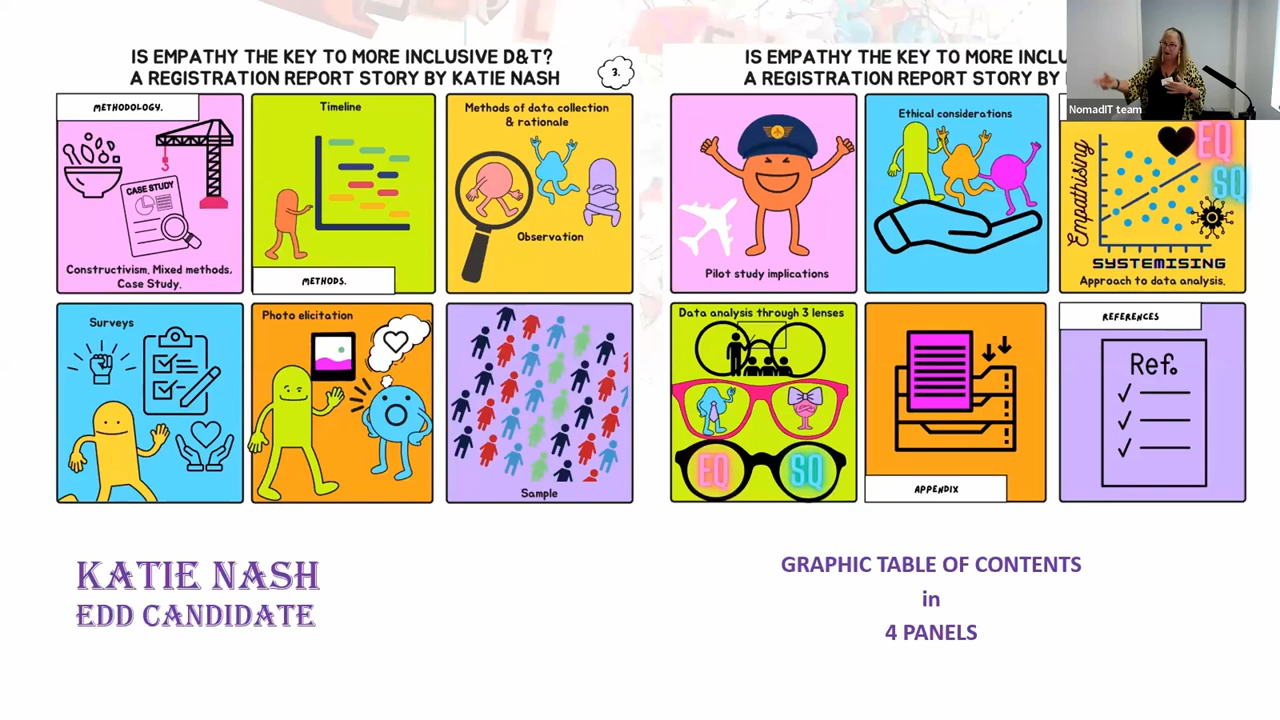 IS EMPATHY THE KEY TO MORE INCLUSIVE D&T?
A REGISTRATION REPORT STORY BY KATIE NASH
3.
METHODOLOGY.
CASE STUDY
Constructivism, Mixed methods,
Case Study.
Timeline
METHODS.
Methods of data collection
& rationale
Observation
Surveys
Photo elicitation
Sample
IS EMPATHY THE KEY TO MORE
A REGISTRATION REPORT STORY BY
NomadIT team
Pilot study implications
Ethical considerations
Empathising
EQ
SQ
SYSTEMISING
Approach to data analysis.
Data analysis through 3 lenses
EQ
SQ
APPENDIX
REFERENCES
Ref.
KATIE NASH
EDD CANDIDATE
GRAPHIC TABLE OF CONTENTS
in
4 PANELS